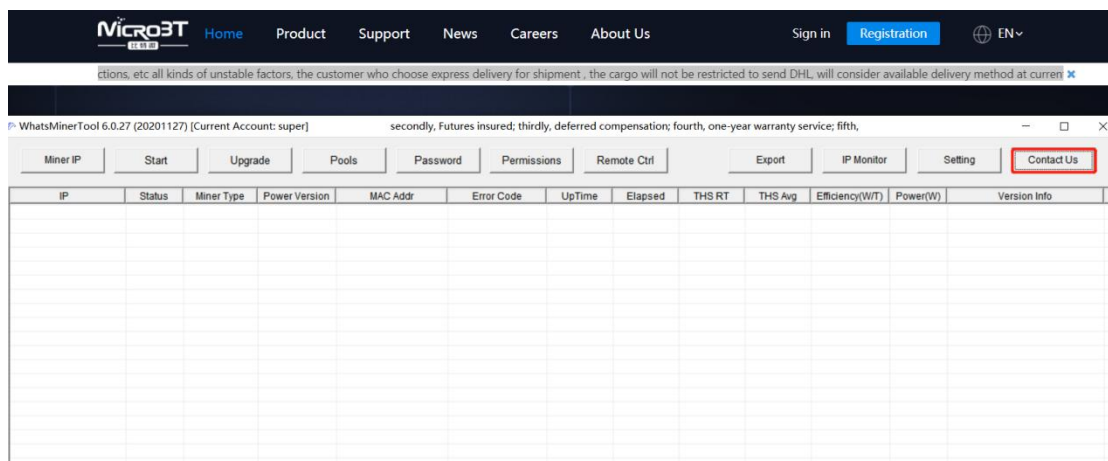 MicroBT Home Product Support News Careers About Us Sign in Registration EN
比特微
ctions, etc all kinds of unstable factors, the customer who choose express delivery for shipment , the cargo will not be restricted to send DHL, will consider available delivery method at curren ×
WhatsMinerTool 6.0.27 (20201127) [Current Account: super] secondly, Futures insured; thirdly, deferred compensation; fourth, one-year warranty service; fifth,
Miner IP Start Upgrade Pools Password Permissions Remote Ctrl Export IP Monitor Setting Contact Us
IP Status Miner Type Power Version MAC Addr Error Code UpTime Elapsed THS RT THS Avg Efficiency(W/T) Power(W) Version Info